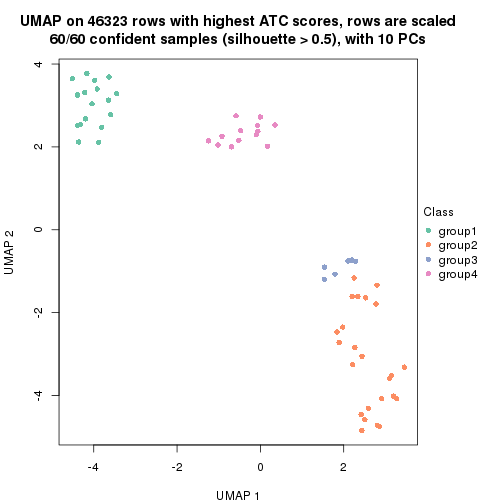 UMAP on 46323 rows with highest ATC scores, rows are scaled
60/60 confident samples (silhouette > 0.5), with 10 PCs
4
2
0
-2
-4
UMAP 2
-4
-2
0
2
UMAP 1
Class
group1
group2
group3
group4